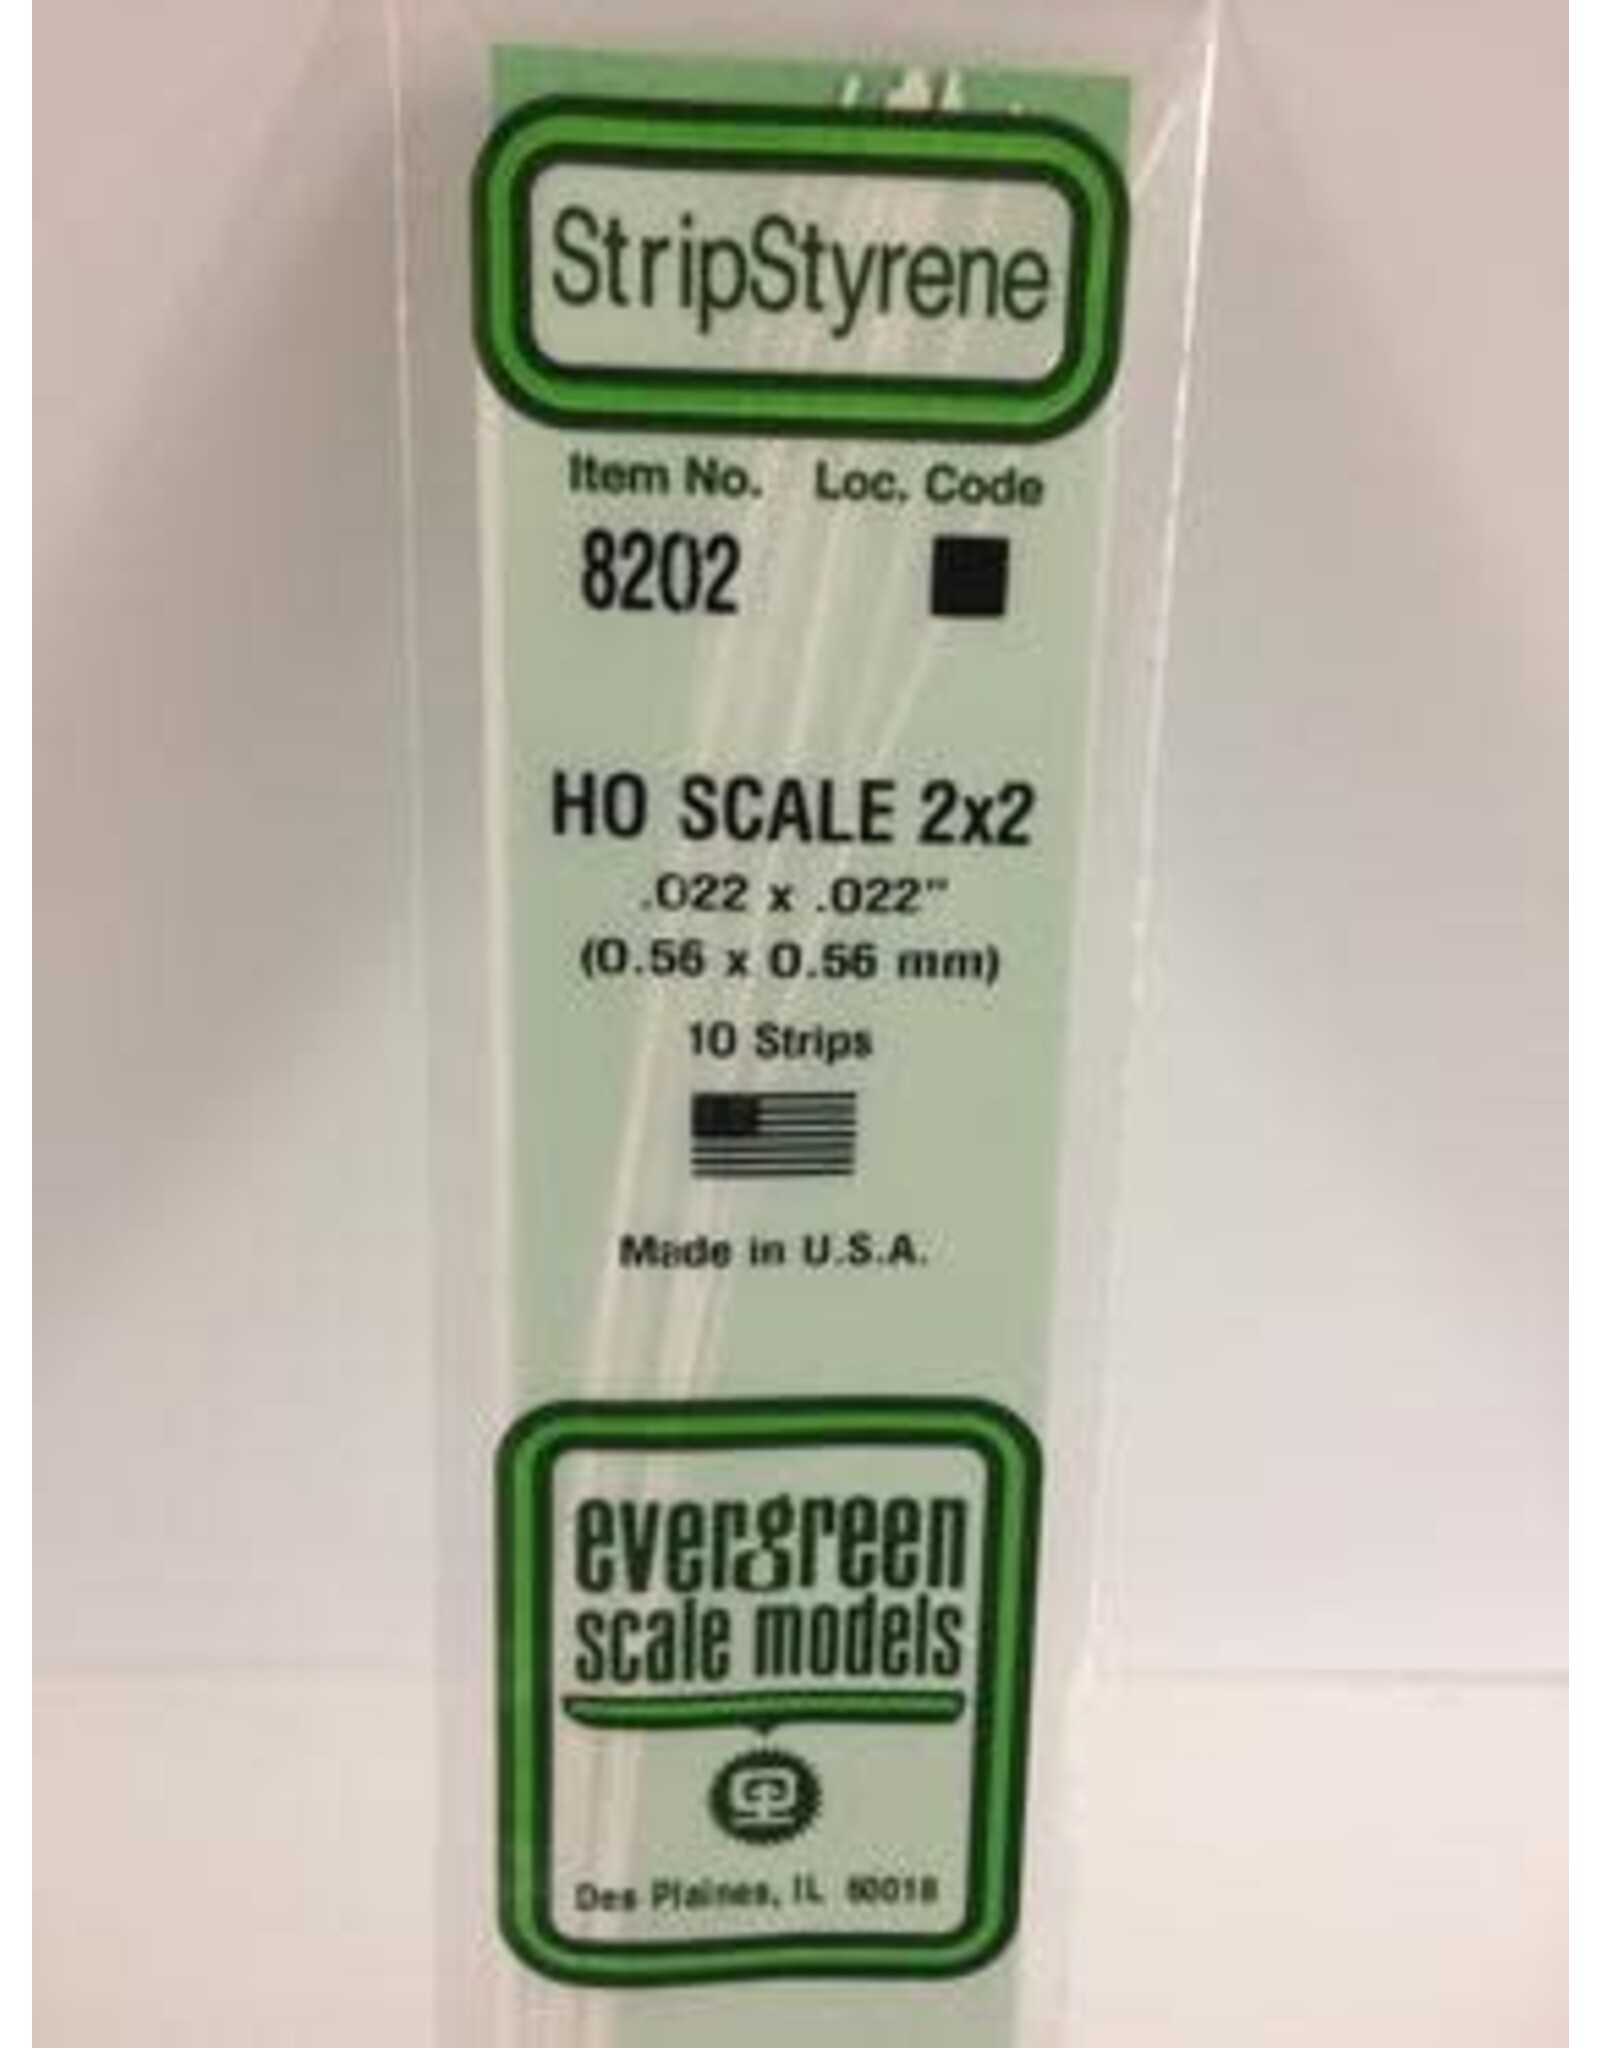 StripStyrene
Item No. Loc. Code
8202
HO SCALE 2x2
.022 x .022"
(0.56 x 0.56 mm)
10 Strips
Made in U.S.A.
evergreen
scale models
Des Plaines, IL 60018